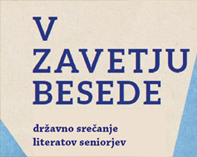 V
ZAVETJU
BESEDE
državno srečanje
literatov seniorjev